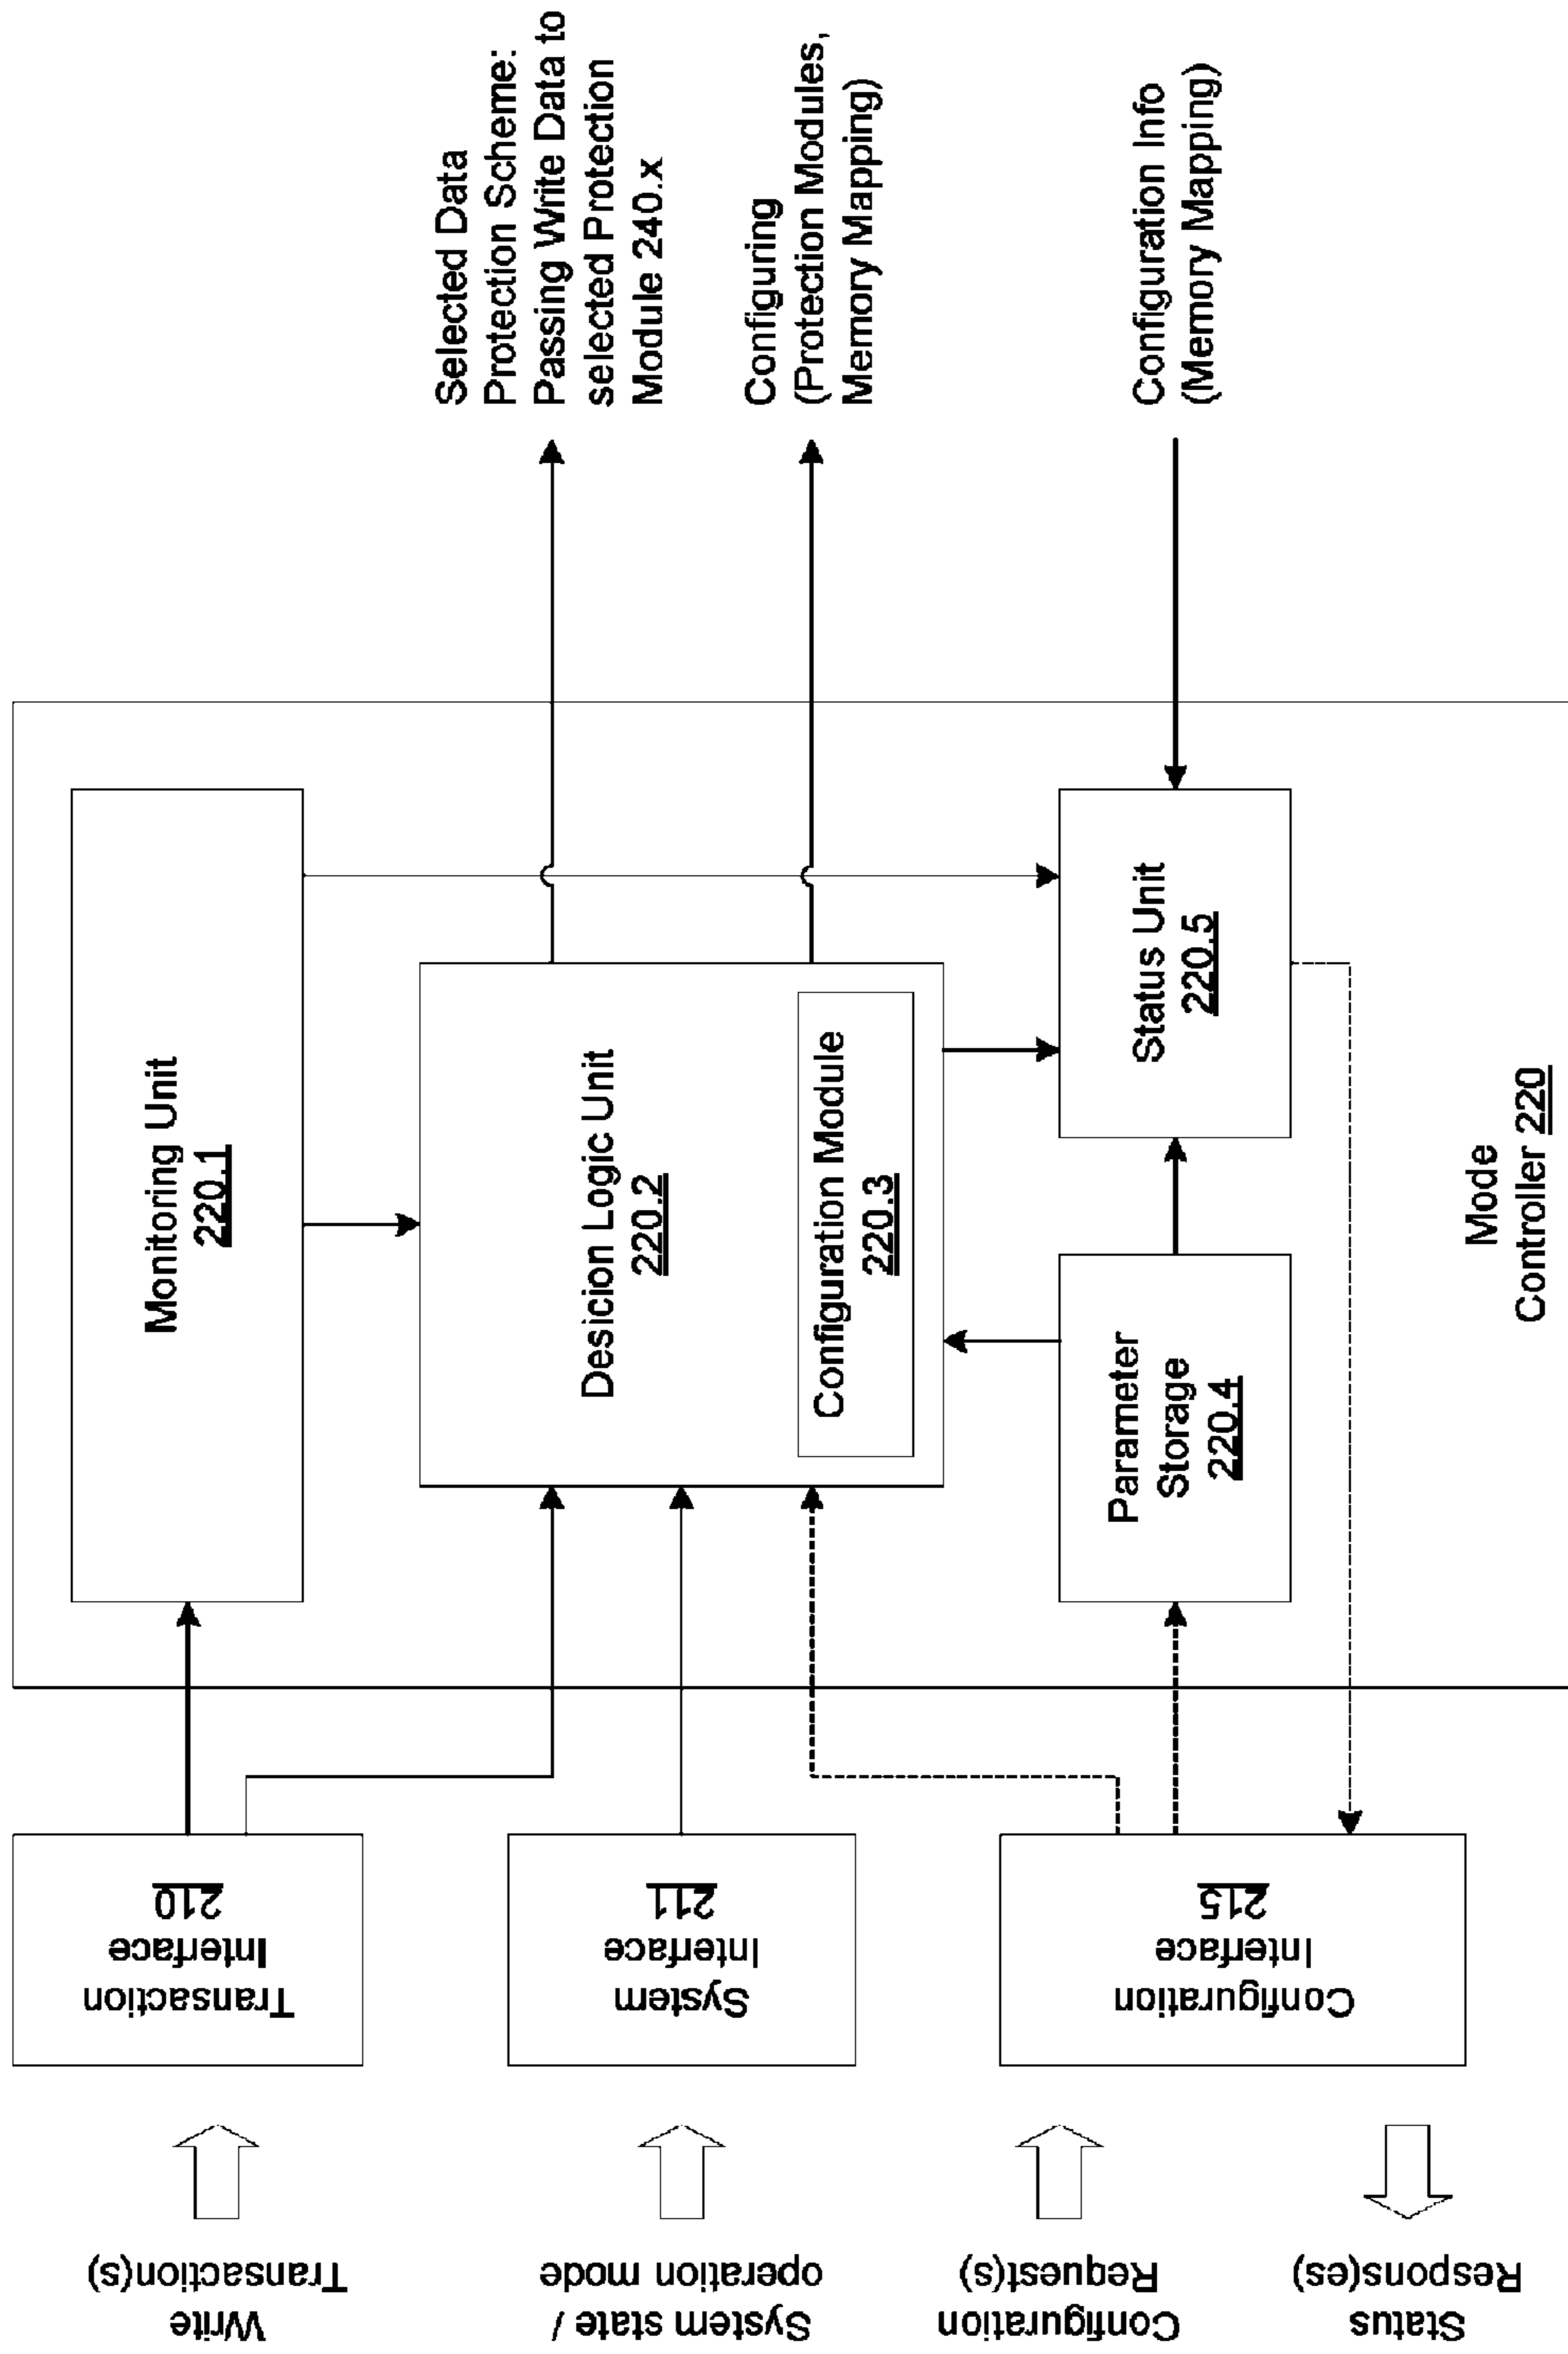 Write
Transaction(s)
System state /
operation mode
Configuration
Request(s)
Status
Respons(es)
Transaction
Interface
210
System
Interface
211
Configuration
Interface
215
Monitoring Unit
220.1
Desicion Logic Unit
220.2
Configuration Module
220.3
Parameter
Storage
220.4
Status Unit
220.5
Mode
Controller 220
Selected Data
Protection Scheme:
Passing Write Data to
selected Protection
Module 240.x
Configuring
(Protection Modules,
Memory Mapping)
Configuration Info
(Memory Mapping)